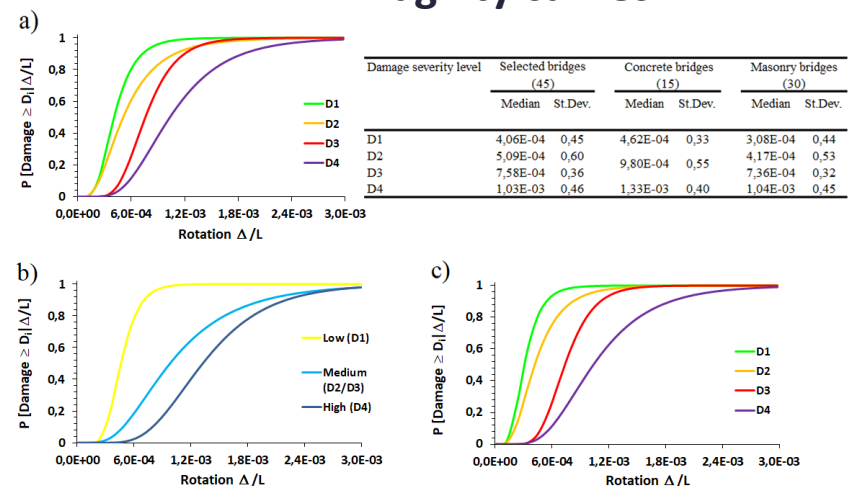 a)
P [Damage ≥ Di|Δ/L]
1
0,8
0,6
0,4
0,2
0
0,0E+00 6,0E-04 1,2E-03 1,8E-03 2,4E-03 3,0E-03
Rotation Δ/L
D1
D2
D3
D4
Damage severity level Selected bridges Concrete bridges Masonry bridges
(45) (15) (30)
Median St.Dev. Median St.Dev. Median St.Dev.
D1 4,06E-04 0,45 4,62E-04 0,33 3,08E-04 0,44
D2 5,09E-04 0,60 4,17E-04 0,53
9,80E-04 0,55
D3 7,58E-04 0,36 7,36E-04 0,32
D4 1,03E-03 0,46 1,33E-03 0,40 1,04E-03 0,45
b)
P [Damage ≥ Di|Δ/L]
1
0,8
0,6
0,4
0,2
0
0,0E+00 6,0E-04 1,2E-03 1,8E-03 2,4E-03 3,0E-03
Rotation Δ/L
Low (D1)
Medium
(D2/D3)
High (D4)
c)
P [Damage ≥ Di|Δ/L]
1
0,8
0,6
0,4
0,2
0
0,0E+00 6,0E-04 1,2E-03 1,8E-03 2,4E-03 3,0E-03
Rotation Δ/L
D1
D2
D3
D4